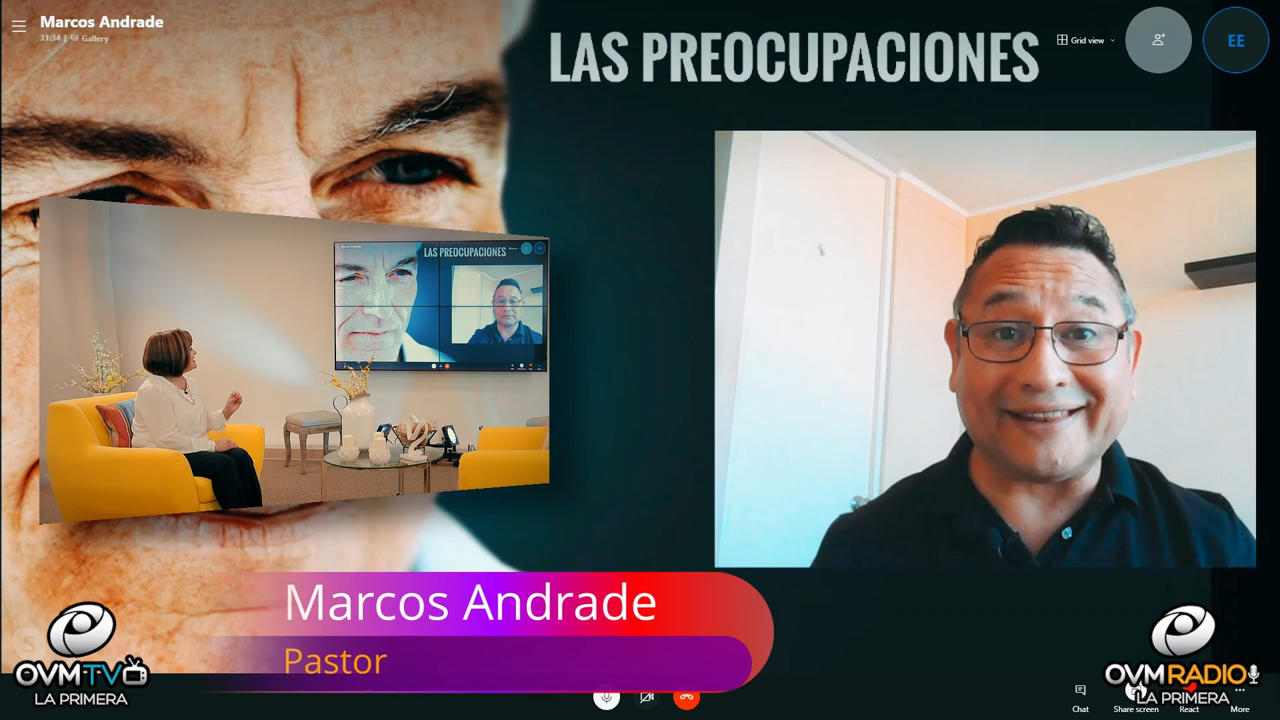 Marcos Andrade
31:34 | Gallery
LAS PREOCUPACIONES
Grid view
EE
LAS PREOCUPACIONES
Marcos Andrade
Pastor
OVM-TV
LA PRIMERA
OVM RADIO
LA PRIMERA
Chat
Share screen
React
More